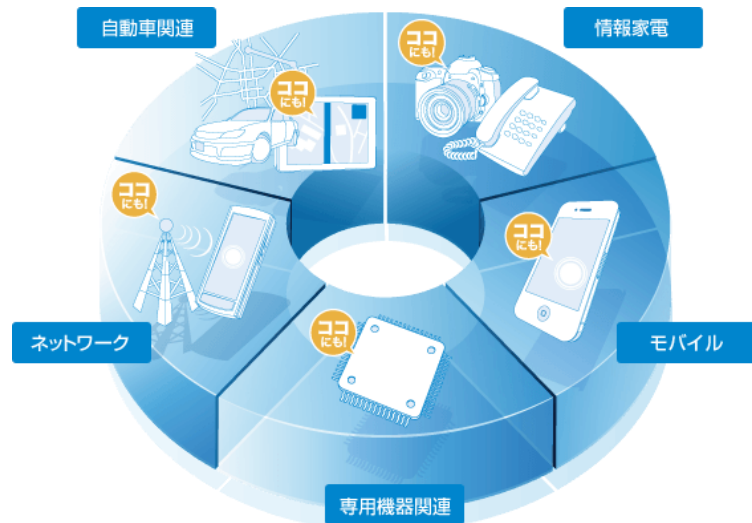 自動車関連
情報家電
ココ
にも!
ココ
にも!
ココ
にも!
ココ
にも!
ネットワーク
モバイル
ココ
にも!
専用機器関連